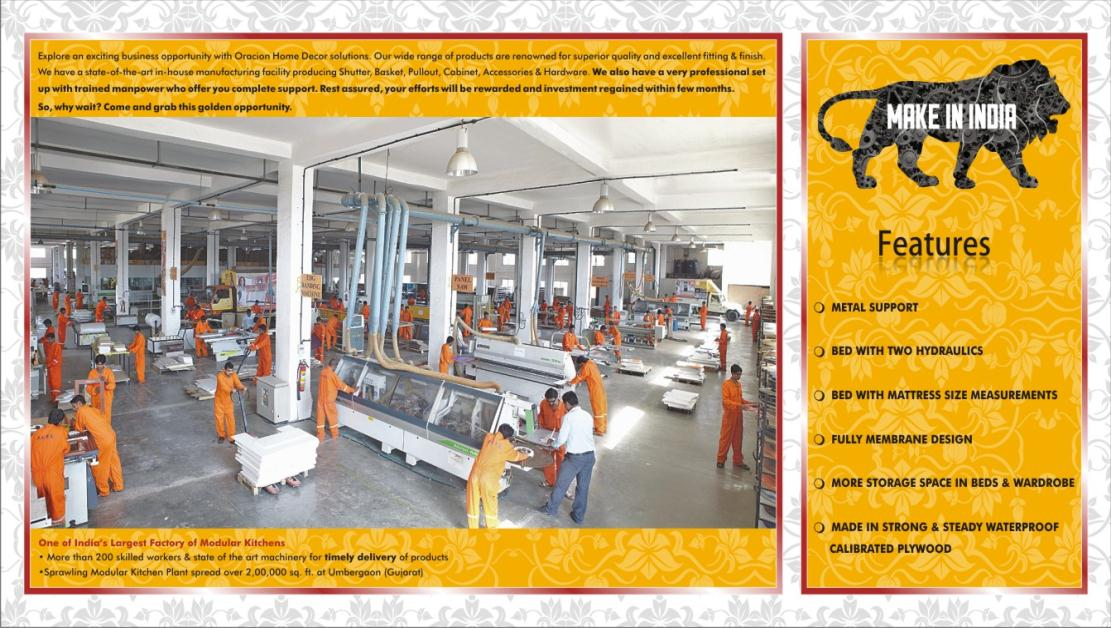 Explore an exciting business opportunity with Oracion Home Decor solutions. Our wide range of products are renowned for superior quality and excellent fitting & finish.
We have a state-of-the-art in-house manufacturing facility producing Shutter, Basket, Pullout, Cabinet, Accessories & Hardware. We also have a very professional set
up with trained manpower who offer you complete support. Rest assured, your efforts will be rewarded and investment regained within few months.
So, why wait? Come and grab this golden opportunity.
PANEL
SAW
One of India's Largest Factory of Modular Kitchens
• More than 200 skilled workers & state of the art machinery for timely delivery of products
•Sprawling Modular Kitchen Plant spread over 2,00,000 sq. ft. at Umbergaon (Gujarat)
MAKE IN INDIA
Features
METAL SUPPORT
BED WITH TWO HYDRAULICS
BED WITH MATTRESS SIZE MEASUREMENTS
FULLY MEMBRANE DESIGN
MORE STORAGE SPACE IN BEDS & WARDROBE
MADE IN STRONG & STEADY WATERPROOF
CALIBRATED PLYWOOD